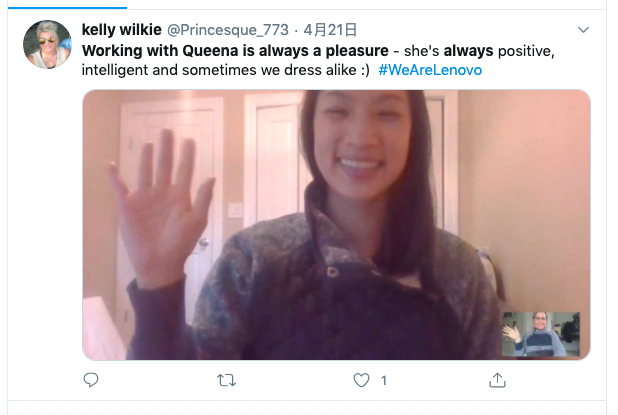 kelly wilkie @Princesque_773 · 4月21日
Working with Queena is always a pleasure - she's always positive,
intelligent and sometimes we dress alike :) #WeAreLenovo
1